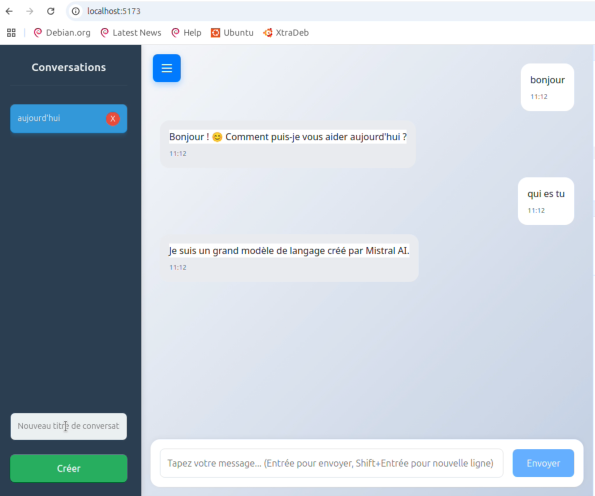 localhost:5173
Debian.org
Latest News
Help
Ubuntu
XtraDeb
Conversations
aujourd'hui
X
bonjour
11:12
Bonjour ! 😊 Comment puis-je vous aider aujourd'hui ?
11:12
qui es tu
11:12
Je suis un grand modèle de langage créé par Mistral AI.
11:12
Nouveau titre de conversat
Créer
Tapez votre message... (Entrée pour envoyer, Shift+Entrée pour nouvelle ligne)
Envoyer